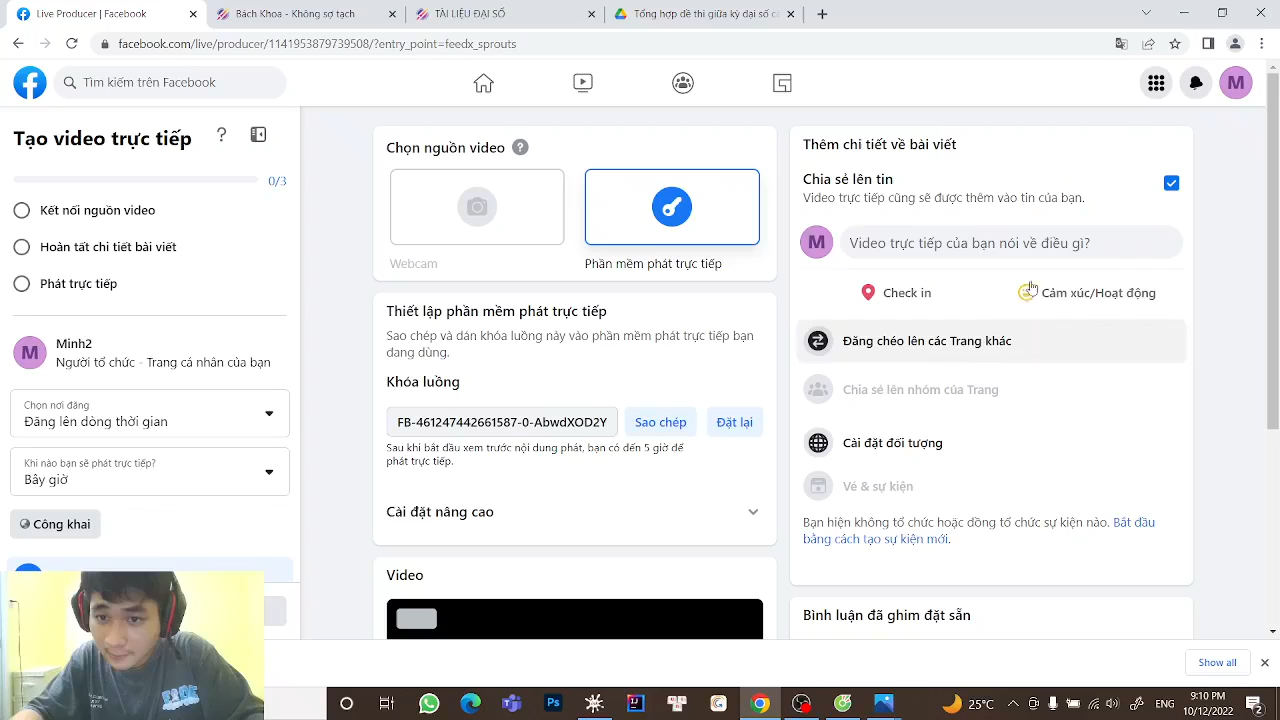 Live Producer | Facebook
Bách Khoa - Không sợ tạch
TÀI LIỆU ĐẠI SỐ
Tổng hợp đề thi giữa kỳ đại số cá
facebook.com/live/producer/1141953879739508/?entry_point=feedx_sprouts
Tìm kiếm trên Facebook
M
Tạo video trực tiếp
0/3
Kết nối nguồn video
Hoàn tất chi tiết bài viết
Phát trực tiếp
M
Minh2
Người tổ chức - Trang cá nhân của bạn
Chọn nơi đăng
Đăng lên dòng thời gian
Khi nào bạn sẽ phát trực tiếp?
Bây giờ
Công khai
Chọn nguồn video
Webcam
Phần mềm phát trực tiếp
Thiết lập phần mềm phát trực tiếp
Sao chép và dán khóa luồng này vào phần mềm phát trực tiếp bạn
đang dùng.
Khóa luồng
FB-461247442661587-0-AbwdXOD2Y
Sao chép
Đặt lại
Sau khi bắt đầu xem trước nội dung phát, bạn có đến 5 giờ để
phát trực tiếp.
Cài đặt nâng cao
Video
Thêm chi tiết về bài viết
Chia sẻ lên tin
Video trực tiếp cũng sẽ được thêm vào tin của bạn.
M
Video trực tiếp của bạn nói về điều gì?
Check in
Cảm xúc/Hoạt động
Đăng chéo lên các Trang khác
Chia sẻ lên nhóm của Trang
Cài đặt đối tượng
Vé & sự kiện
Bạn hiện không tổ chức hoặc đồng tổ chức sự kiện nào. Bắt đầu
bằng cách tạo sự kiện mới.
Bình luận đã ghim đặt sẵn
Show all
Ps
25°C
9:10 PM
10/12/2022